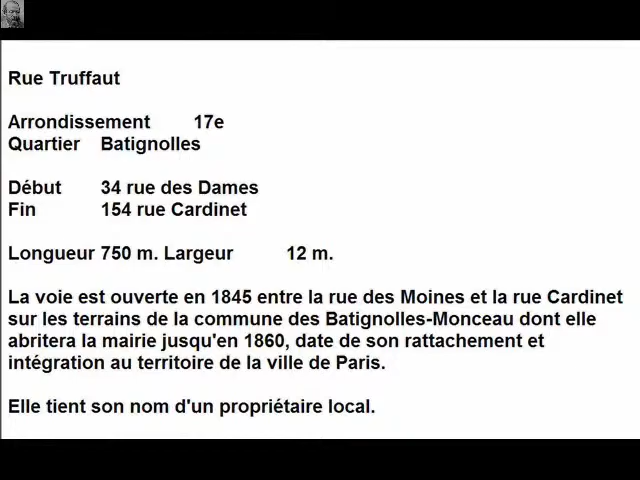 Rue Truffaut
Arrondissement 17e
Quartier Batignolles
Début 34 rue des Dames
Fin 154 rue Cardinet
Longueur 750 m. Largeur 12 m.
La voie est ouverte en 1845 entre la rue des Moines et la rue Cardinet
sur les terrains de la commune des Batignolles-Monceau dont elle
abritera la mairie jusqu'en 1860, date de son rattachement et
intégration au territoire de la ville de Paris.
Elle tient son nom d'un propriétaire local.